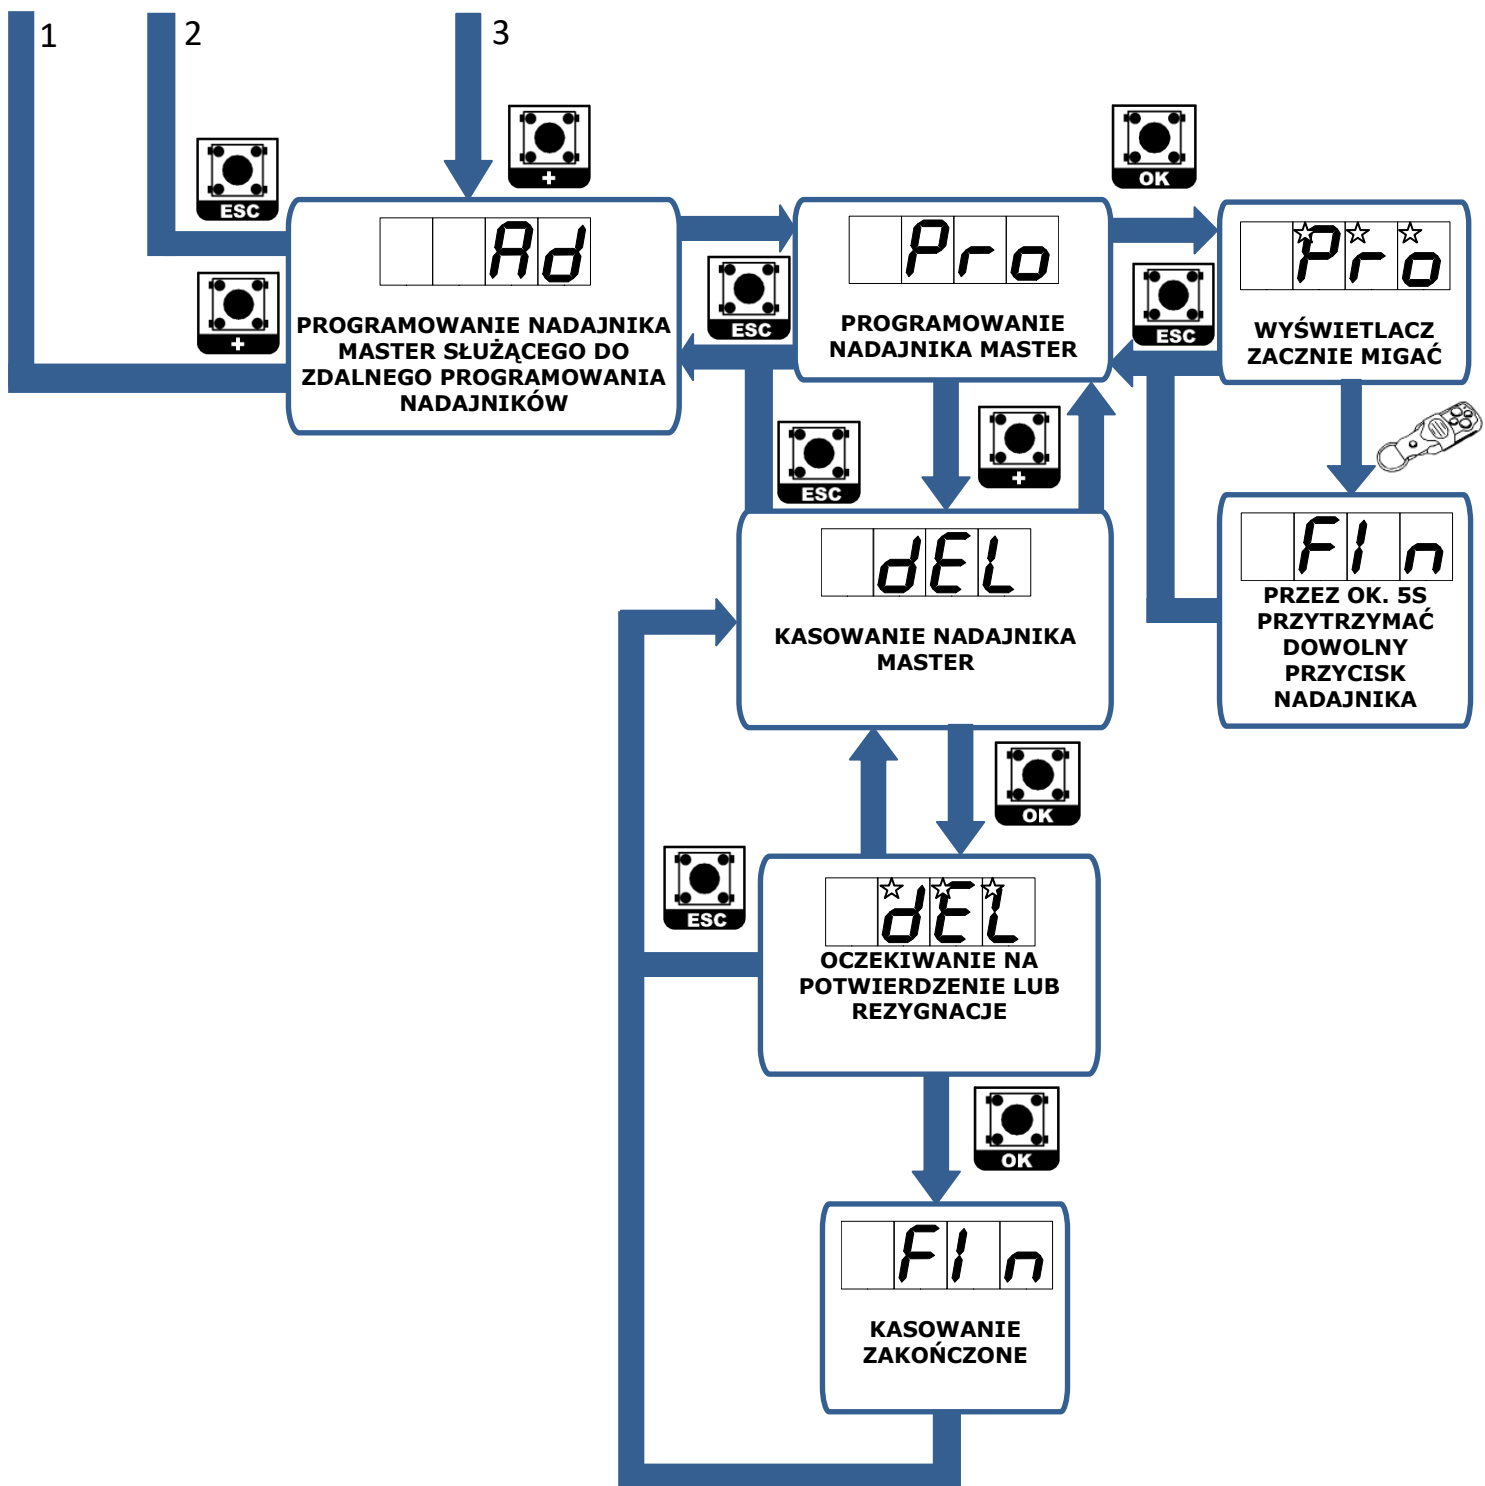 1
2
3
+
OK
ESC
Ad
PROGRAMOWANIE NADAJNIKA
MASTER SŁUŻĄCEGO DO
ZDALNEGO PROGRAMOWANIA
NADAJNIKÓW
+
ESC
Pro
PROGRAMOWANIE
NADAJNIKA MASTER
ESC
Pro
WYŚWIETLACZ
ZACZNIE MIGAĆ
ESC
+
dEL
KASOWANIE NADAJNIKA
MASTER
FIn
PRZEZ OK. 5S
PRZYTRZYMAĆ
DOWOLNY
PRZYCISK
NADAJNIKA
OK
ESC
dEL
OCZEKIWANIE NA
POTWIERDZENIE LUB
REZYGNACJE
OK
FIn
KASOWANIE
ZAKOŃCZONE